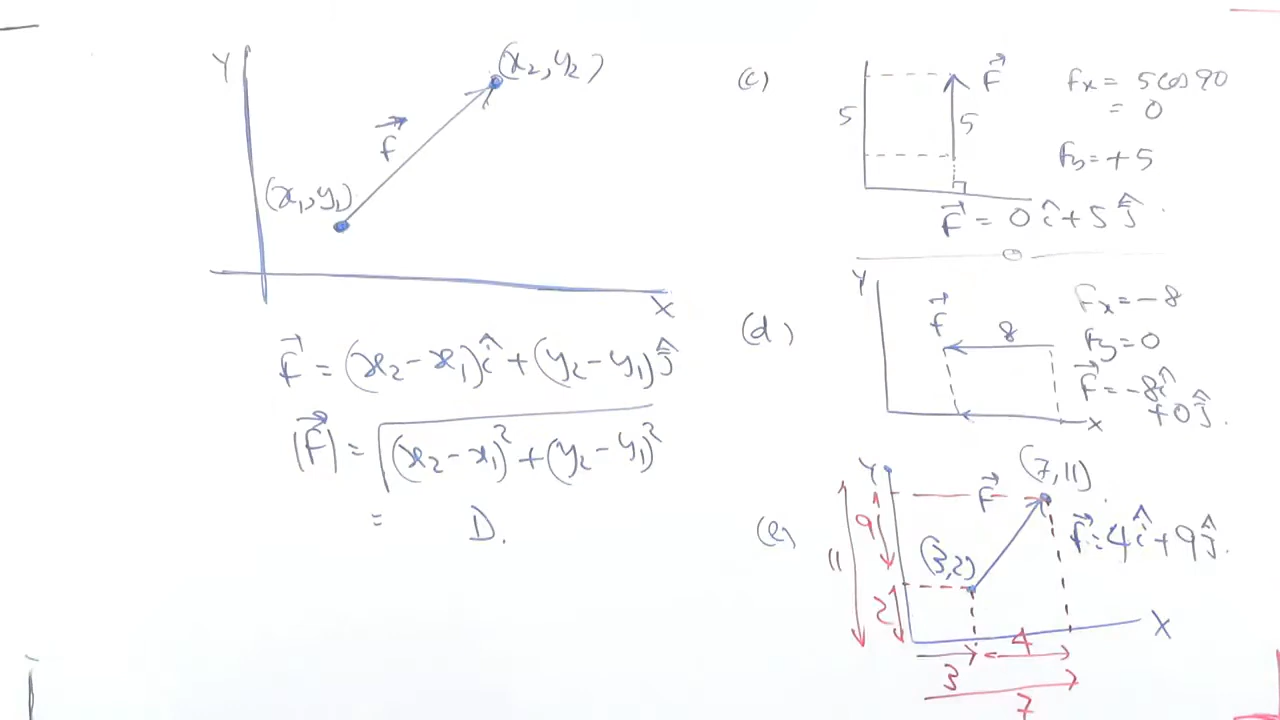 Y
(x₂, y₂)
F⃗
(x₁, y₁)
X
F⃗ = (x₂ - x₁)î + (y₂ - y₁)ĵ
|F⃗| = √(x₂ - x₁)² + (y₂ - y₁)²
= D.
(c)
5
5
F⃗
Fx = 5 cos 90
= 0
Fy = +5
F⃗ = 0î + 5ĵ
(d)
Y
F⃗
8
X
Fx = -8
Fy = 0
F⃗ = -8î
+ 0ĵ.
(e)
Y
(7, 11)
F⃗
9
11
(3, 2)
F⃗ = 4î + 9ĵ.
2
X
4
3
7